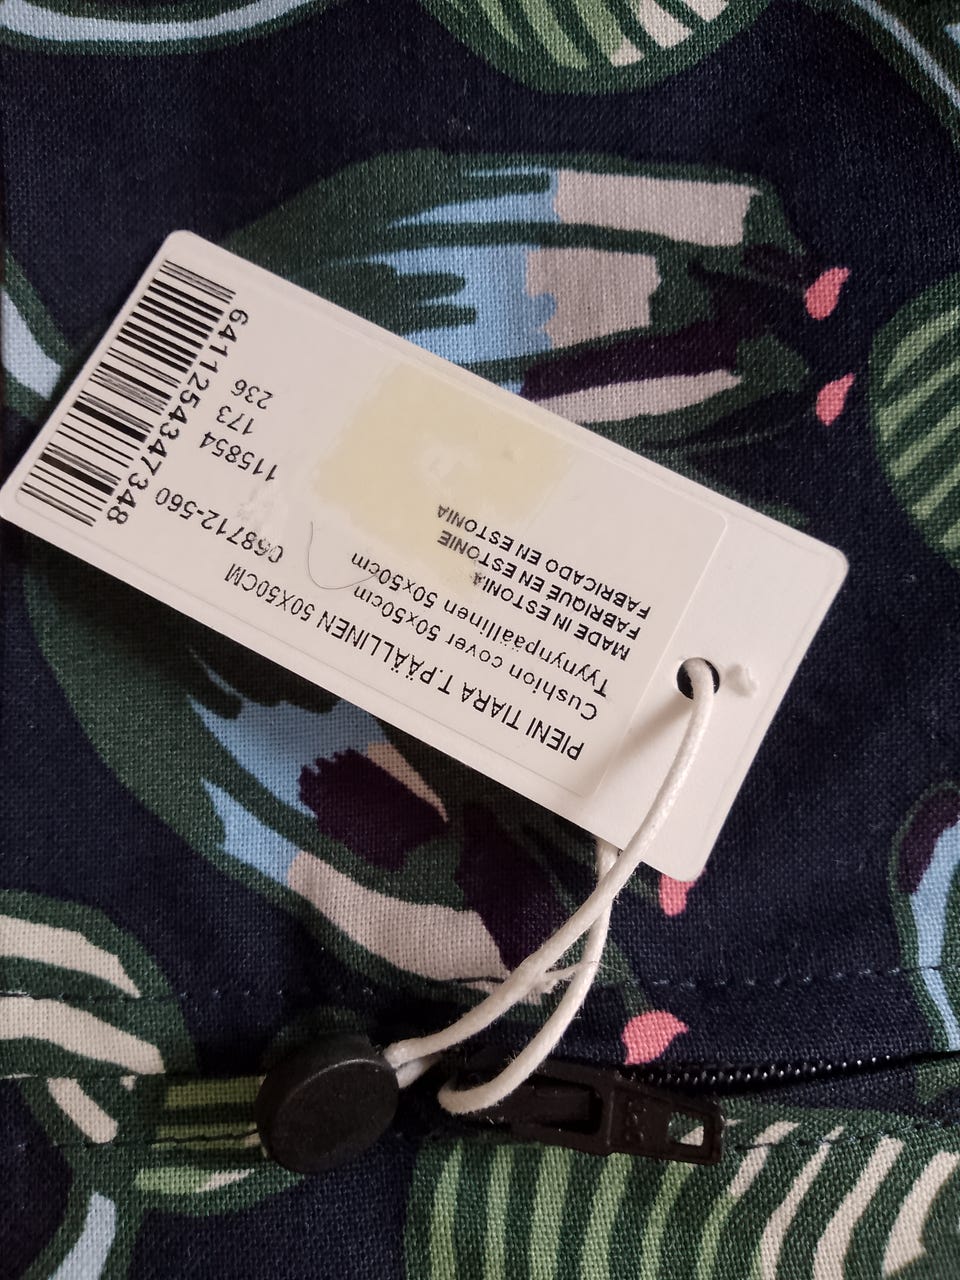 PIENI TIARA T.PÄÄLLINEN 50X50CM
Cushion cover 50x50cm
Tyynynpäällinen 50x50cm
MADE IN ESTONIA
FABRIQUÉ EN ESTONIE
FABRICADO EN ESTONIA
068712-560
115854
173
236
6411254347348